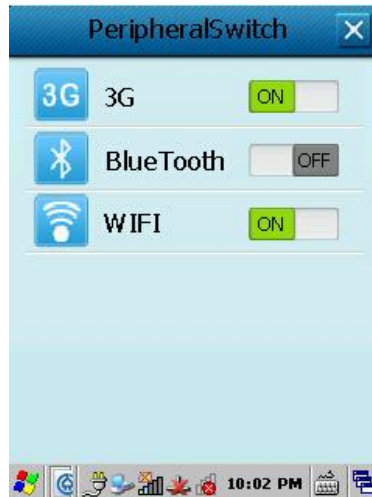 PeripheralSwitch
3G 3G ON
BlueTooth OFF
WIFI ON
10:02 PM